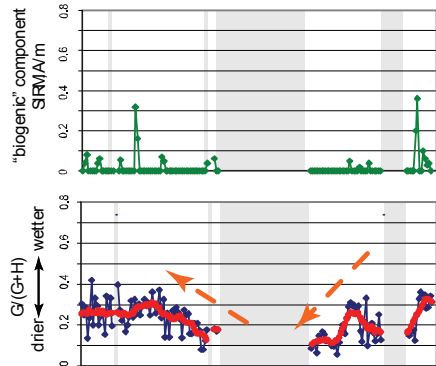 "biogenic" component
SIRM A/m
0.8
0.6
0.4
0.2
0
G/(G+H)
drier ↔ wetter
0.8
0.6
0.4
0.2
0